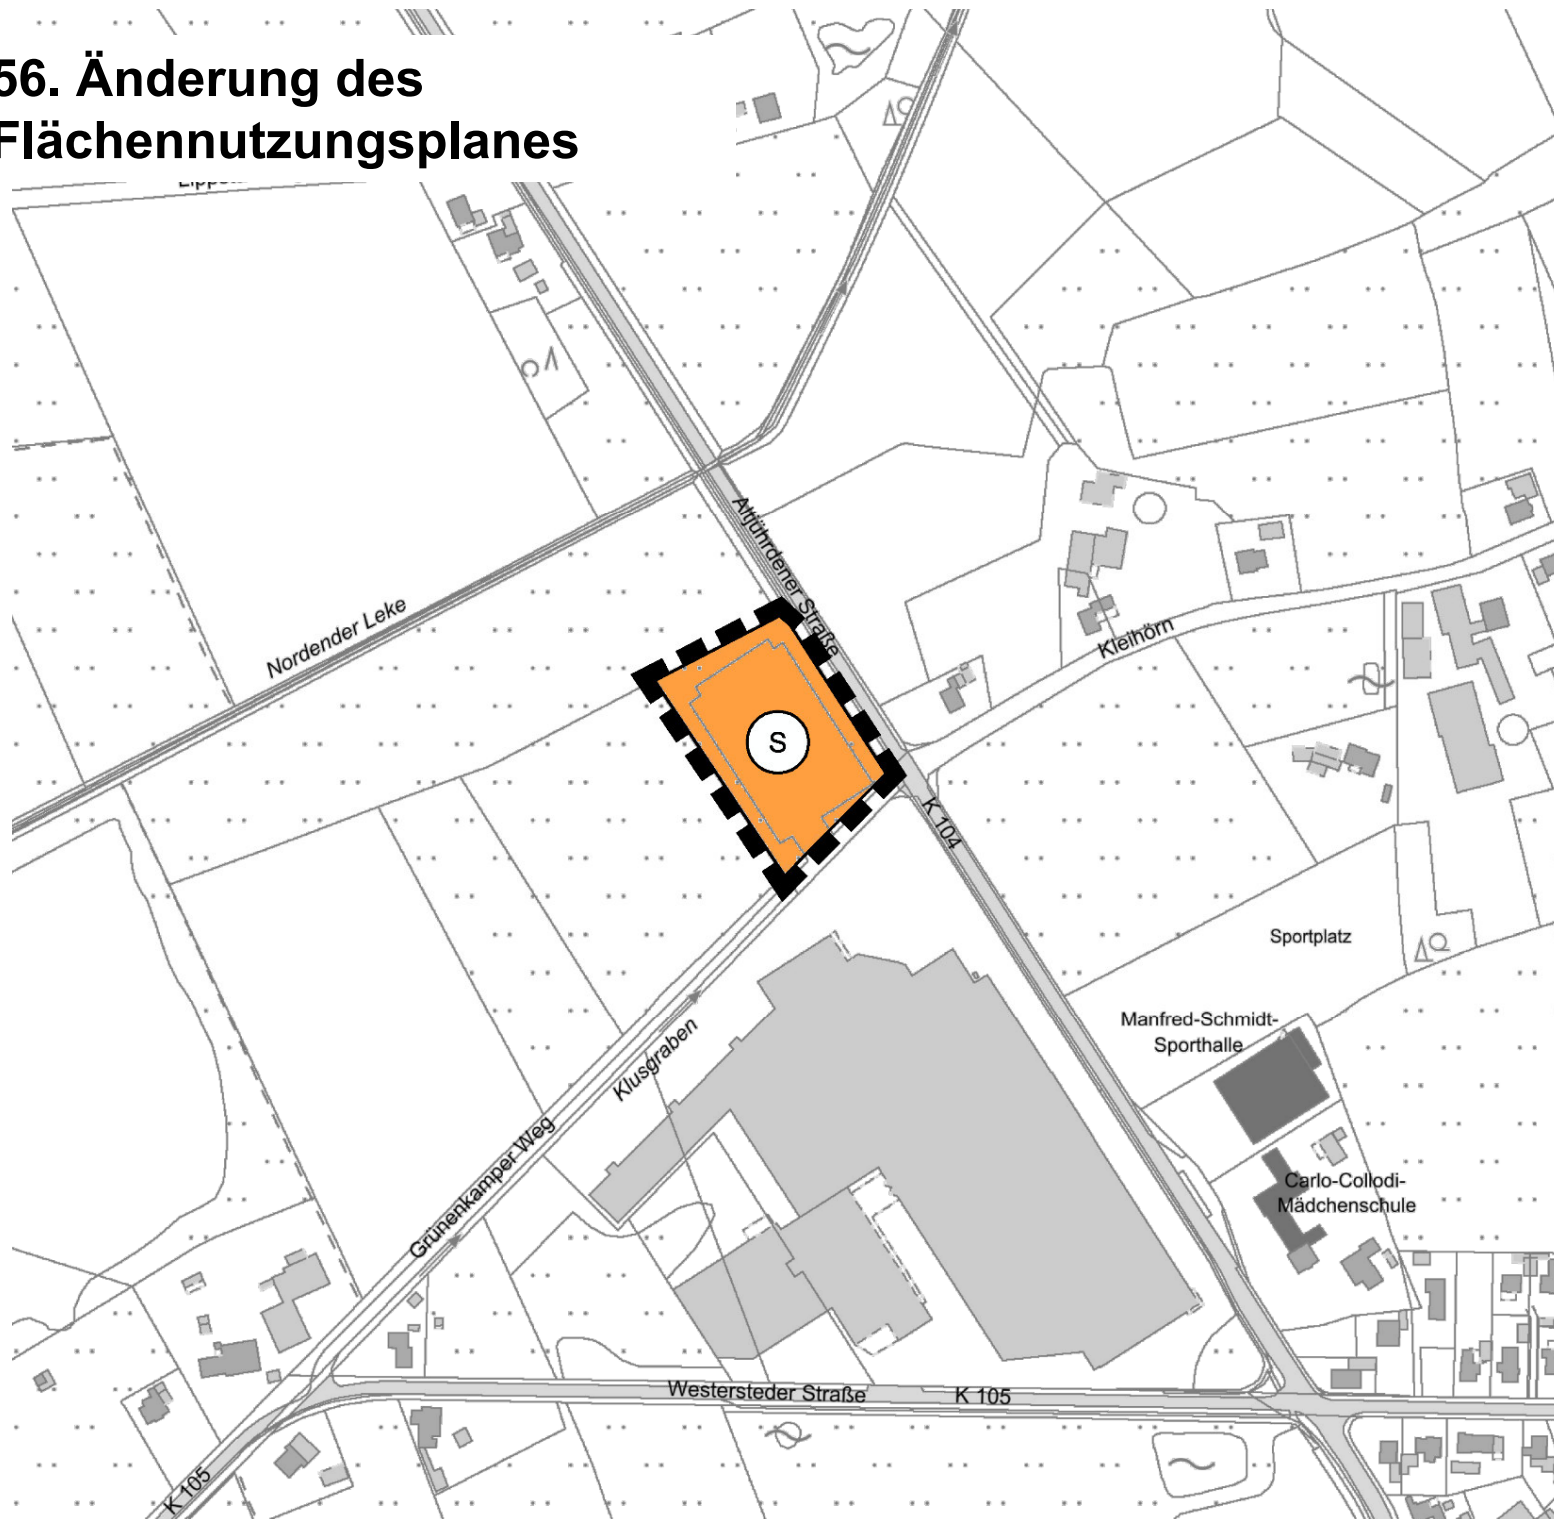 56. Änderung des
Flächennutzungsplanes
Altjührdener Straße
Nordender Leke
Kleihörn
S
K 104
Sportplatz
Manfred-Schmidt-
Sporthalle
Klusgraben
Grünenkamper Weg
Carlo-Collodi-
Mädchenschule
Westersteder Straße
K 105
K 105